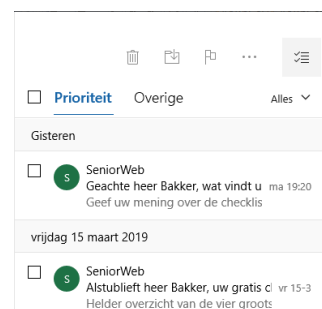 Prioriteit Overige Alles
Gisteren
S SeniorWeb
Geachte heer Bakker, wat vindt u ma 19:20
Geef uw mening over de checklis
vrijdag 15 maart 2019
S SeniorWeb
Alstublieft heer Bakker, uw gratis cl vr 15-3
Helder overzicht van de vier groots